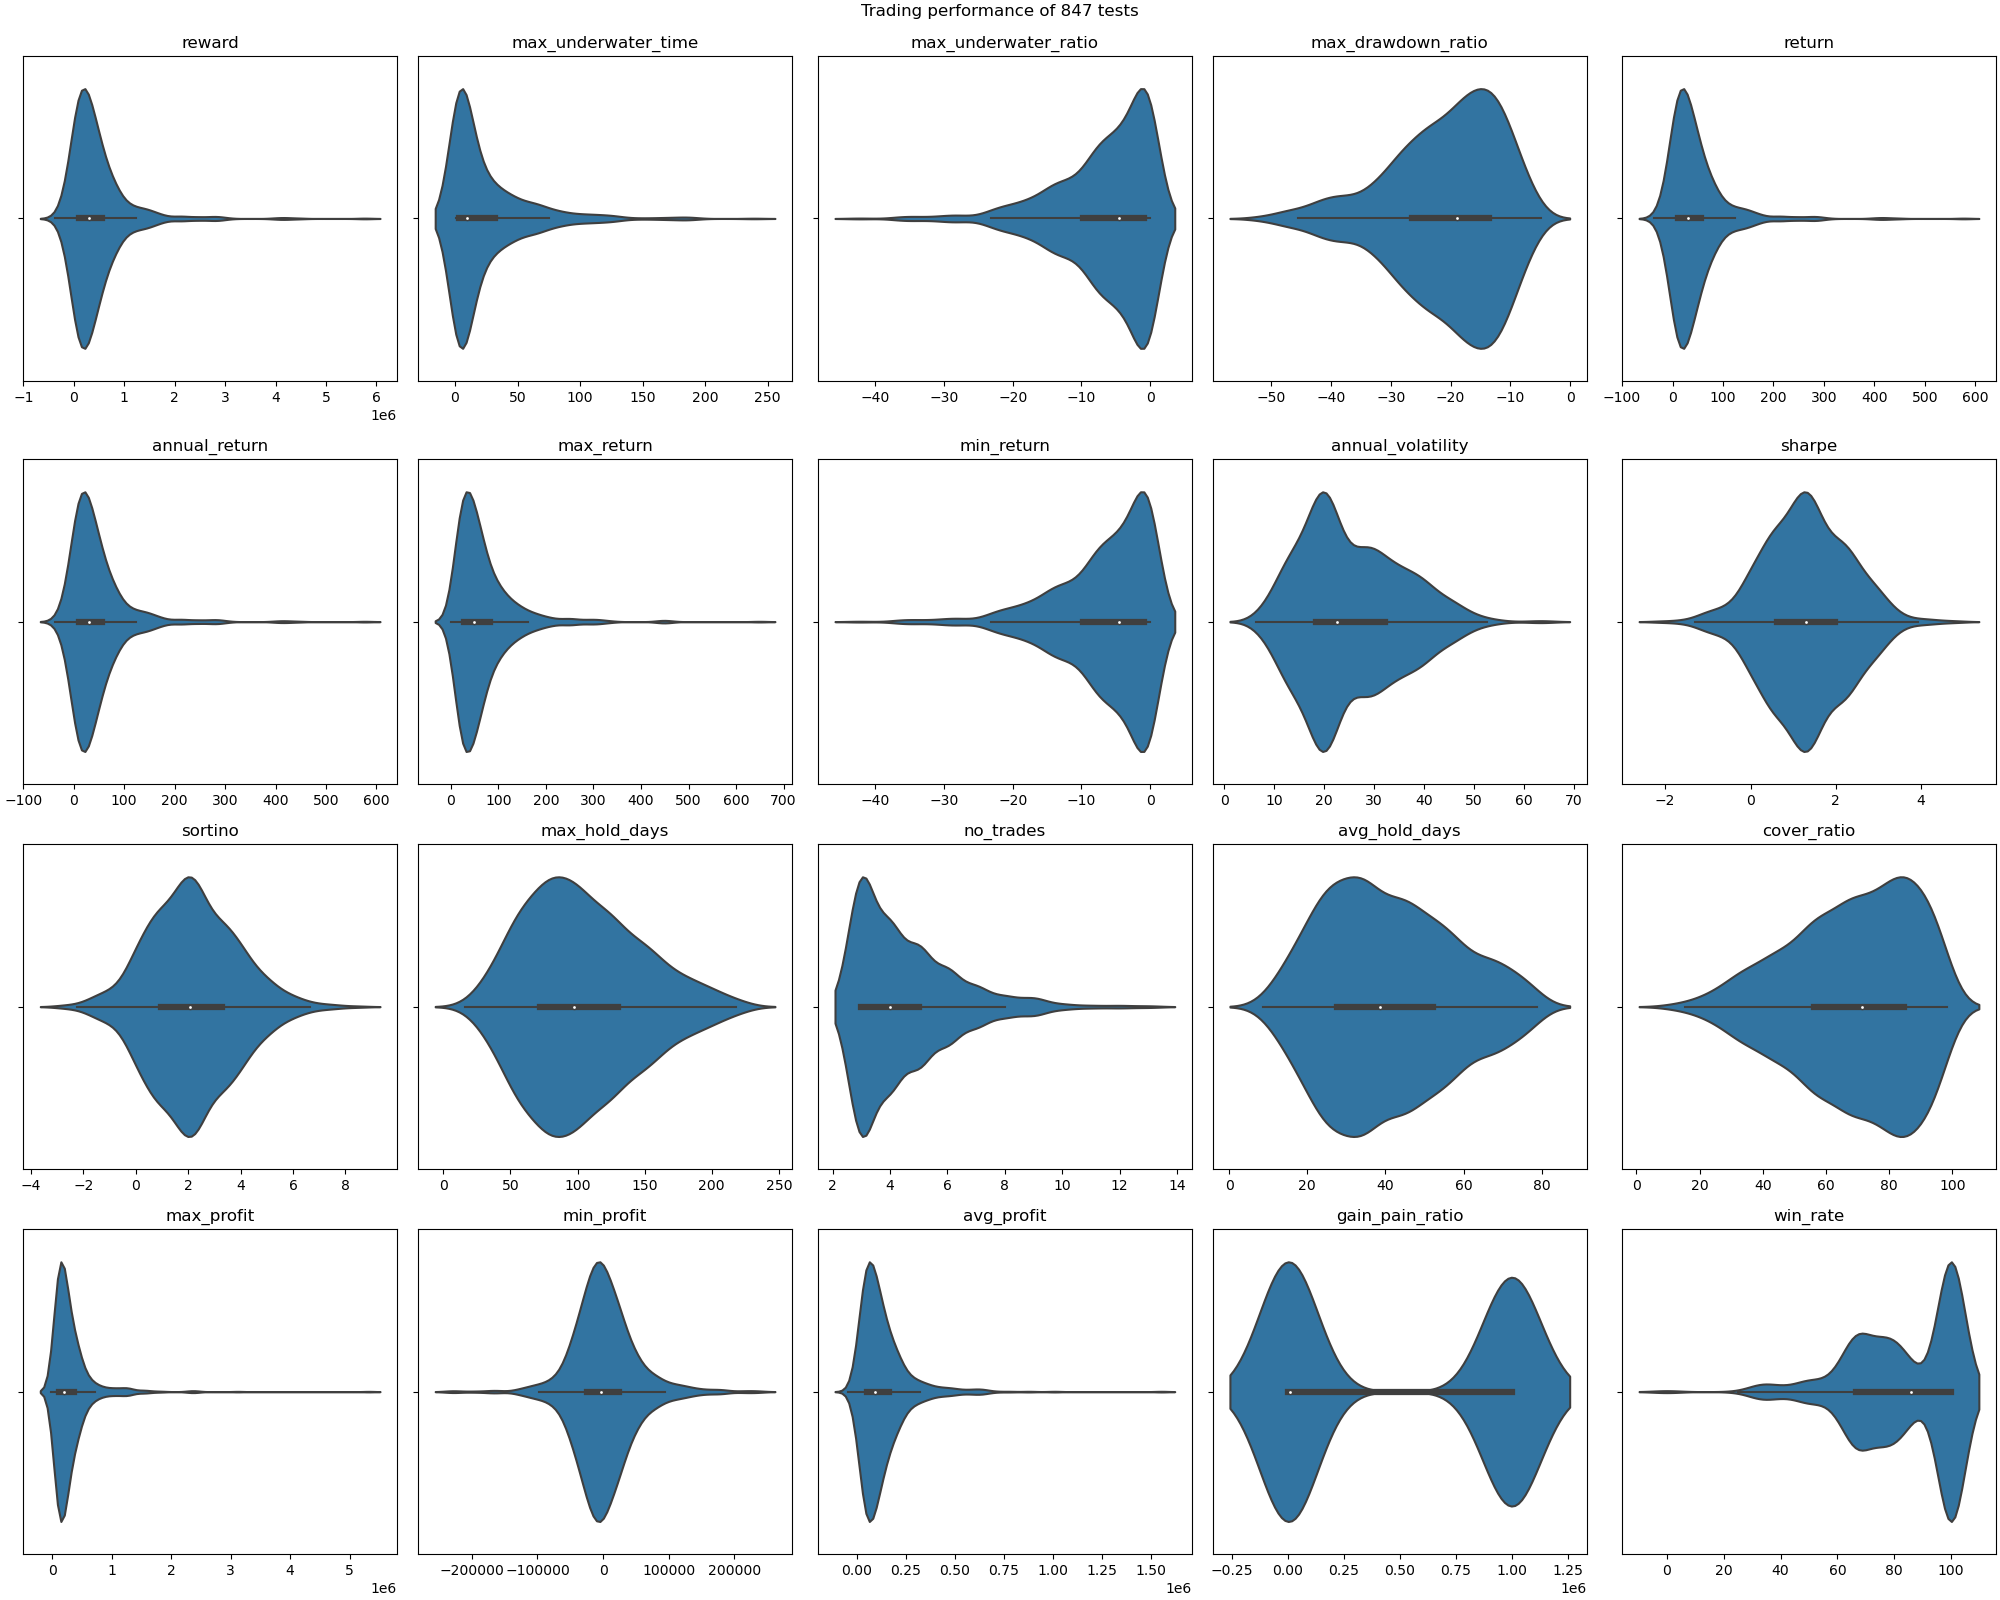 Trading performance of 847 tests
reward max_underwater_time max_underwater_ratio max_drawdown_ratio return
−1 0 1 2 3 4 5 6 0 50 100 150 200 250 −40 −30 −20 −10 0 −50 −40 −30 −20 −10 0 −100 0 100 200 300 400 500 600
1e6
annual_return max_return min_return annual_volatility sharpe
−100 0 100 200 300 400 500 600 0 100 200 300 400 500 600 700 −40 −30 −20 −10 0 0 10 20 30 40 50 60 70 −2 0 2 4
sortino max_hold_days no_trades avg_hold_days cover_ratio
−4 −2 0 2 4 6 8 0 50 100 150 200 250 2 4 6 8 10 12 14 0 20 40 60 80 0 20 40 60 80 100
max_profit min_profit avg_profit gain_pain_ratio win_rate
0 1 2 3 4 5 −200000 −100000 0 100000 200000 0.00 0.25 0.50 0.75 1.00 1.25 1.50 −0.25 0.00 0.25 0.50 0.75 1.00 1.25 0 20 40 60 80 100
1e6 1e6 1e6